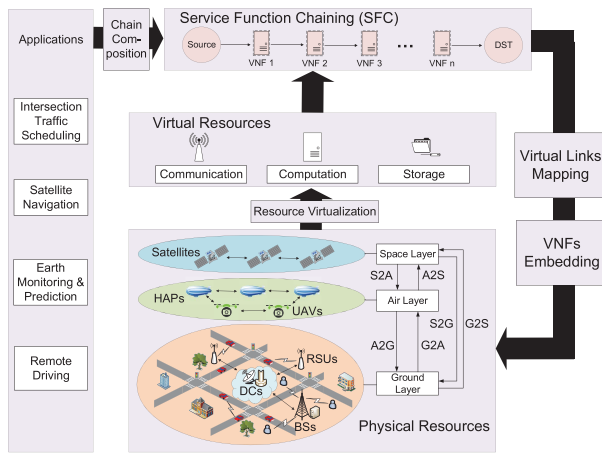 Applications
Intersection
Traffic
Scheduling
Satellite
Navigation
Earth
Monitoring &
Prediction
Remote
Driving
Chain
Com-
position
Service Function Chaining (SFC)
Source
VNF 1
VNF 2
VNF 3
...
VNF n
DST
Virtual Resources
Communication
Computation
Storage
Resource Virtualization
Virtual Links
Mapping
VNFs
Embedding
Satellites
HAPs
UAVs
RSUs
DCs
BSs
Space Layer
S2A
A2S
Air Layer
S2G
G2S
A2G
G2A
Ground
Layer
Physical Resources